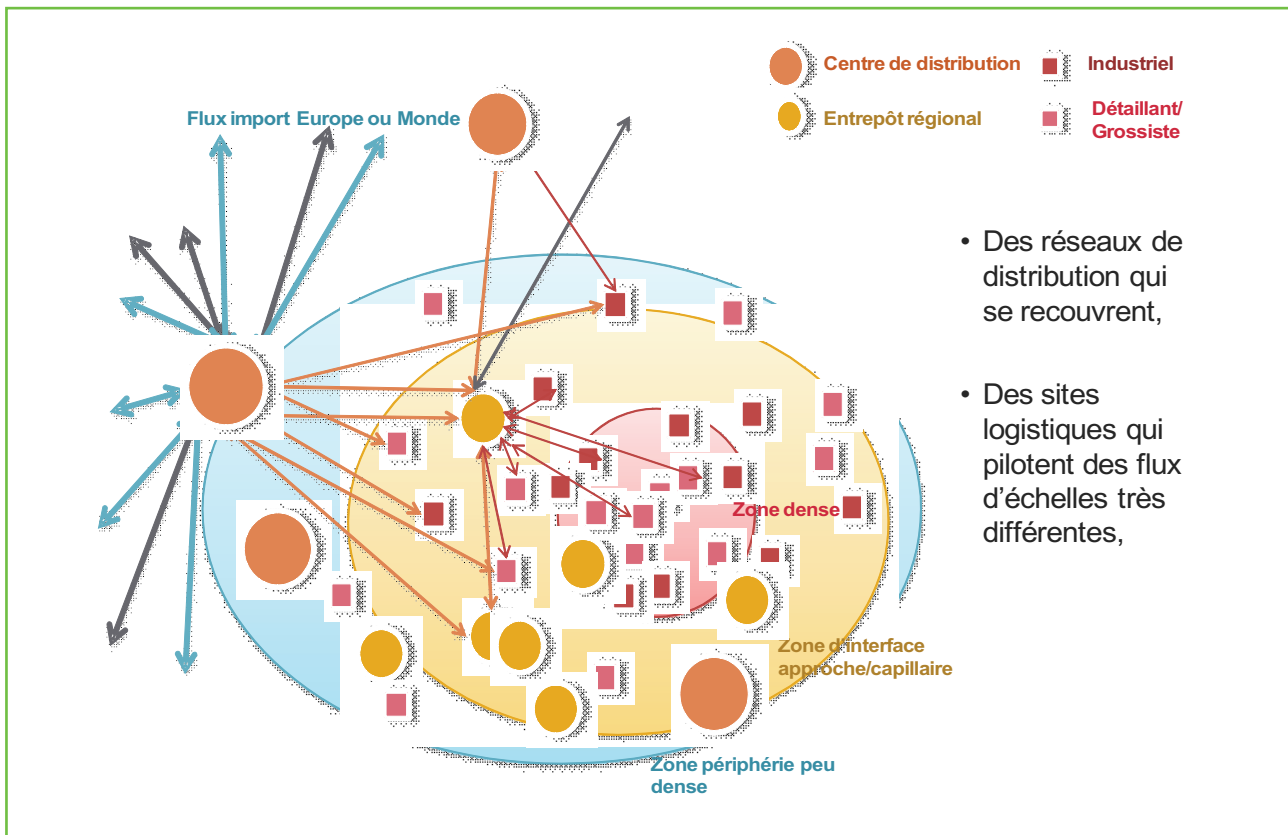 Centre de distribution
Industriel
Flux import Europe ou Monde
Entrepôt régional
Détaillant/
Grossiste
• Des réseaux de
distribution qui
se recouvrent,
• Des sites
logistiques qui
pilotent des flux
d’échelles très
différentes,
Zone dense
Zone d’interface
approche/capillaire
Zone périphérie peu
dense